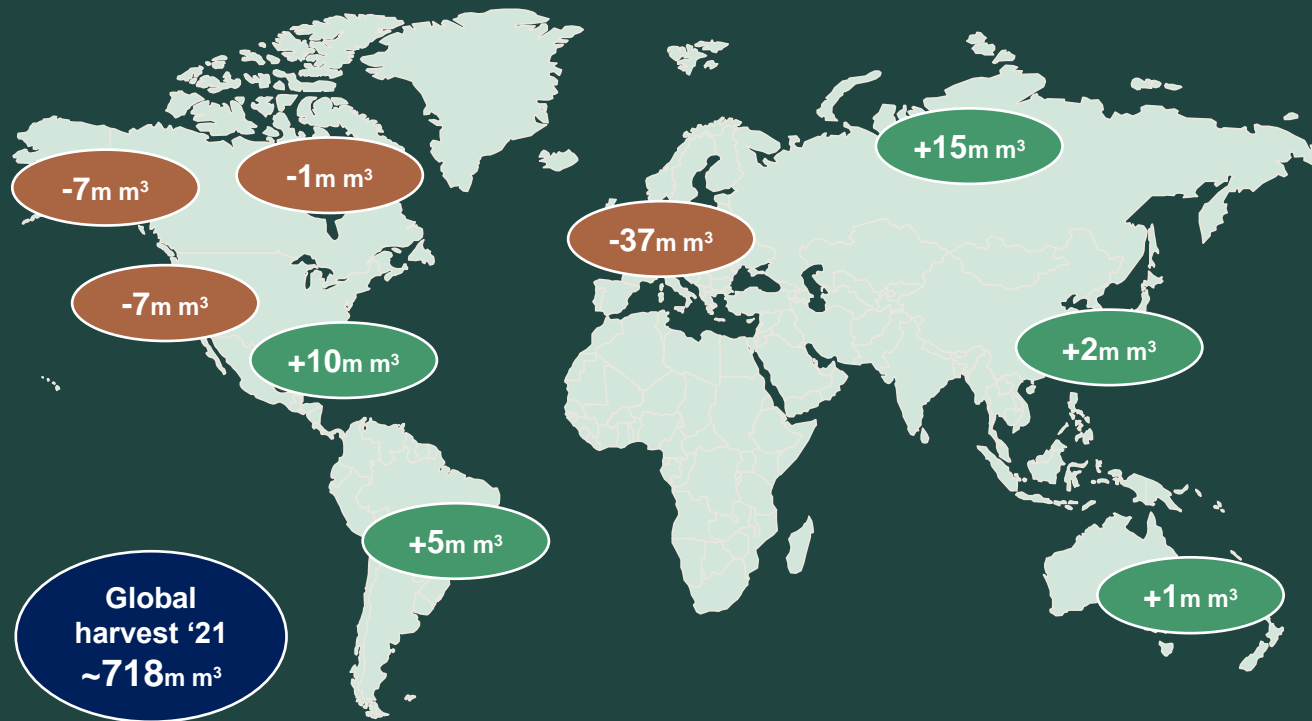 +15m m³
-7m m³
-1m m³
-37m m³
-7m m³
+10m m³
+2m m³
+5m m³
+1m m³
Global
harvest ‘21
~718m m³